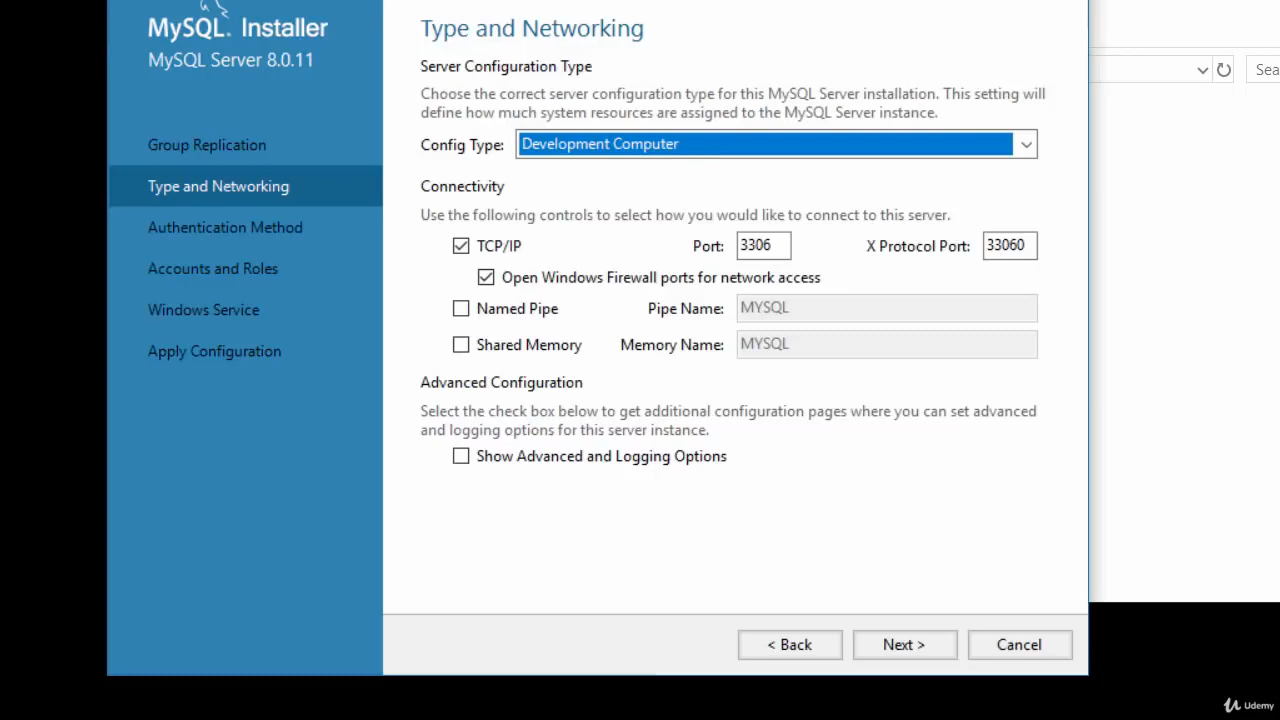 MySQL. Installer
MySQL Server 8.0.11
Group Replication
Type and Networking
Authentication Method
Accounts and Roles
Windows Service
Apply Configuration
Type and Networking
Server Configuration Type
Choose the correct server configuration type for this MySQL Server installation. This setting will
define how much system resources are assigned to the MySQL Server instance.
Config Type: Development Computer
Connectivity
Use the following controls to select how you would like to connect to this server.
TCP/IP Port: 3306 X Protocol Port: 33060
Open Windows Firewall ports for network access
Named Pipe Pipe Name: MYSQL
Shared Memory Memory Name: MYSQL
Advanced Configuration
Select the check box below to get additional configuration pages where you can set advanced
and logging options for this server instance.
Show Advanced and Logging Options
< Back Next > Cancel
Sea
Udemy